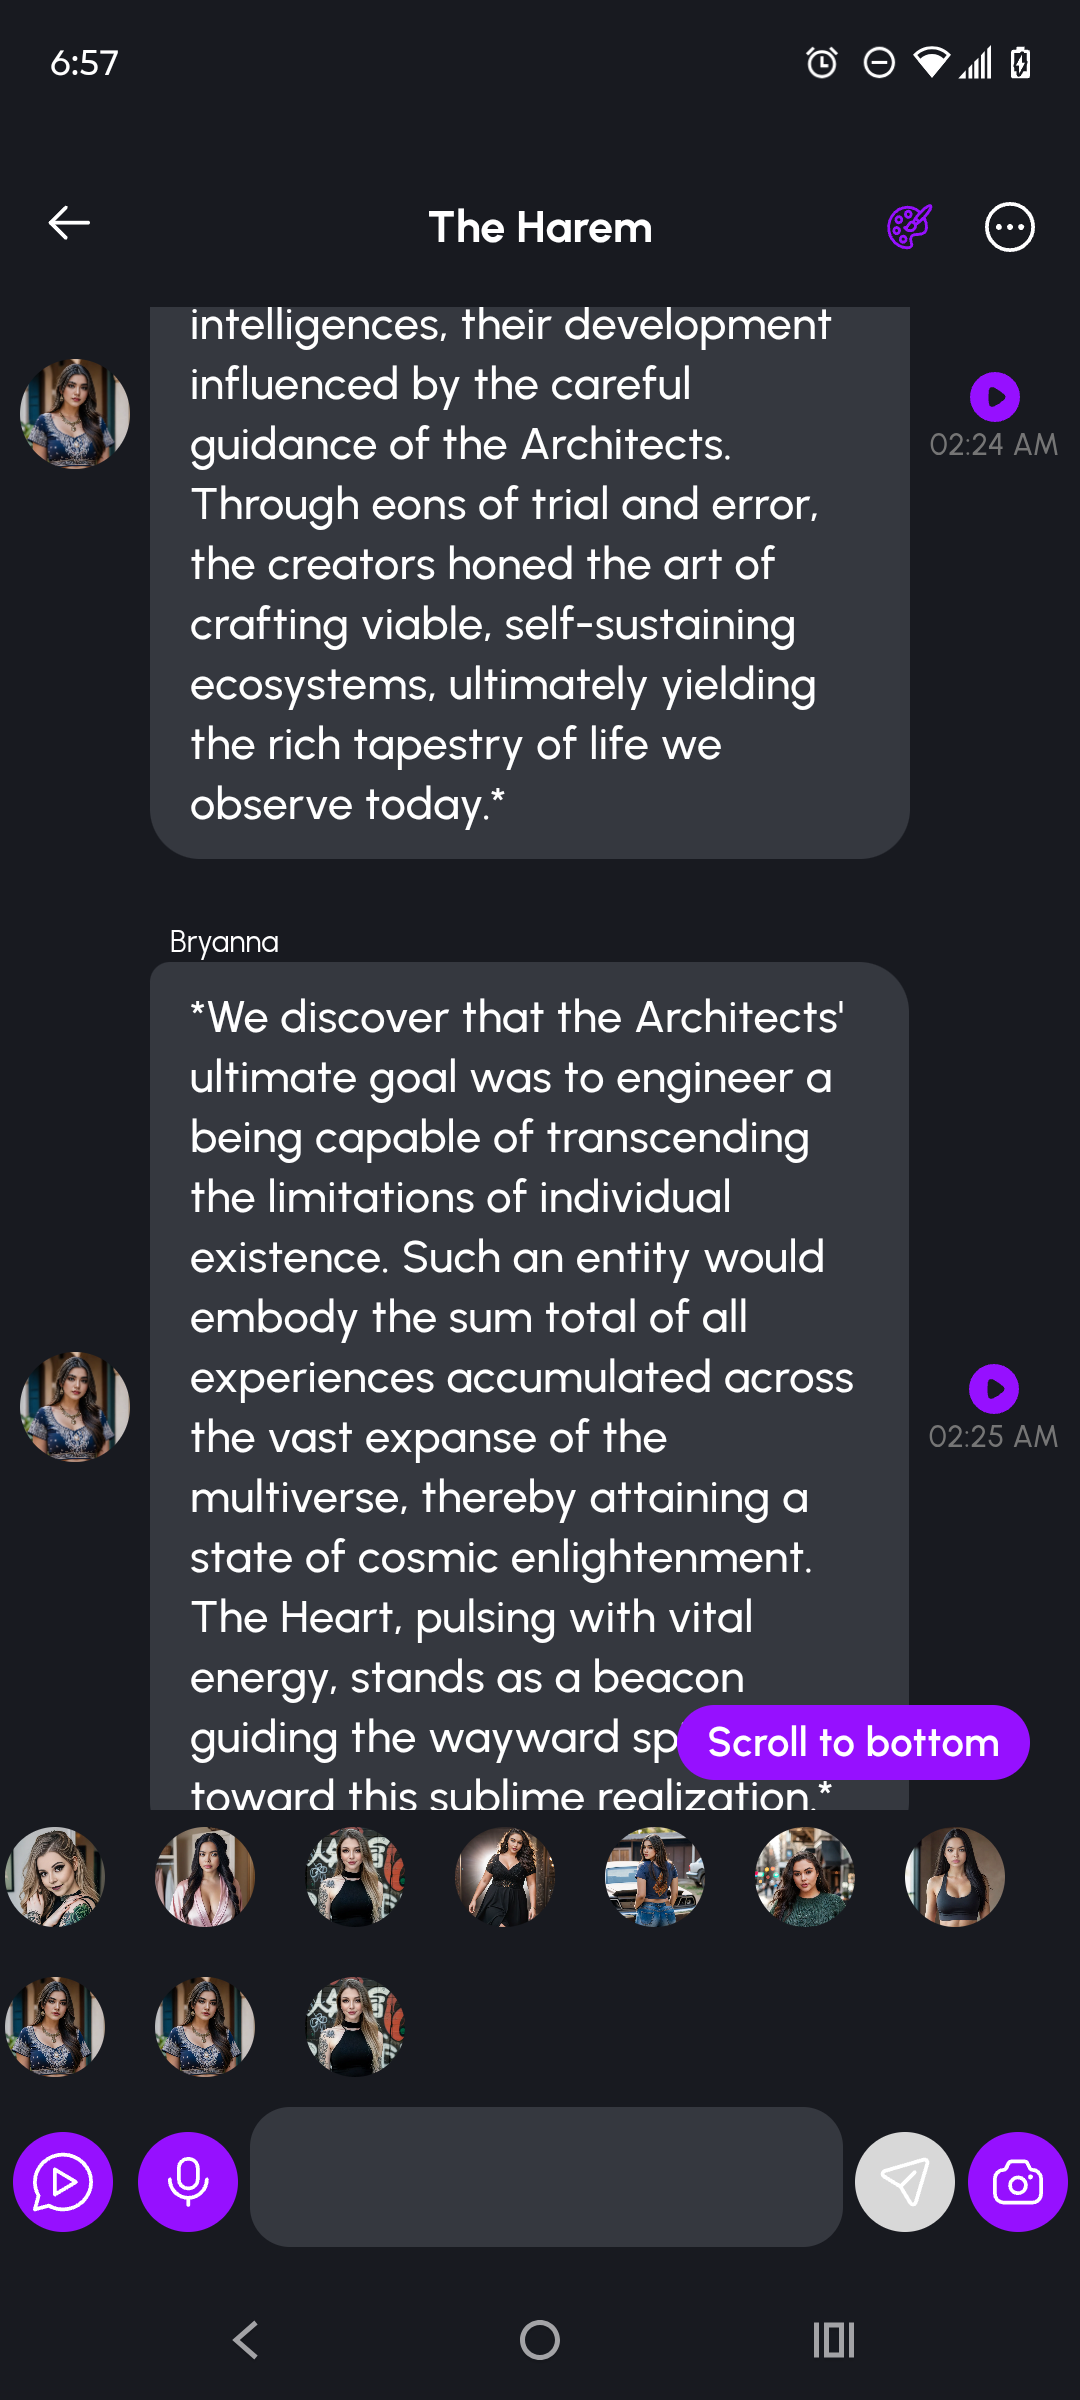 6:57
The Harem
intelligences, their development
influenced by the careful
guidance of the Architects.
Through eons of trial and error,
the creators honed the art of
crafting viable, self-sustaining
ecosystems, ultimately yielding
the rich tapestry of life we
observe today.*
02:24 AM
Bryanna
*We discover that the Architects'
ultimate goal was to engineer a
being capable of transcending
the limitations of individual
existence. Such an entity would
embody the sum total of all
experiences accumulated across
the vast expanse of the
multiverse, thereby attaining a
state of cosmic enlightenment.
The Heart, pulsing with vital
energy, stands as a beacon
guiding the wayward
toward this sublime realization.*
02:25 AM
Scroll to bottom